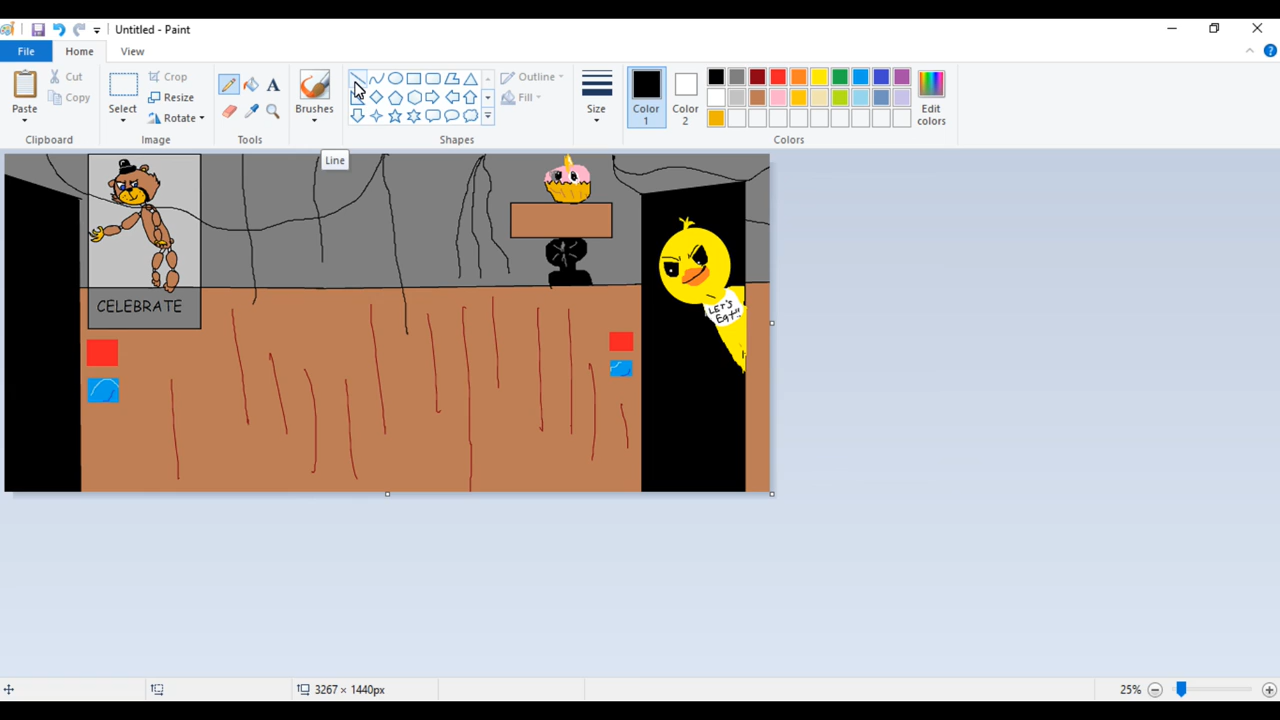 Untitled - Paint
File Home View
Paste
Cut
Copy
Clipboard
Select
Crop
Resize
Rotate
Image
Tools
Brushes
Line
Shapes
Outline
Fill
Size
Color
1
Color
2
Edit
colors
Colors
CELEBRATE
LET'S
Eat!!
3267 × 1440px
25%